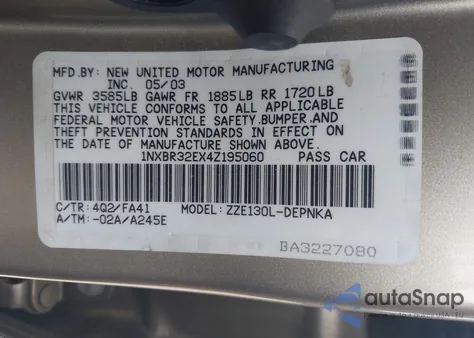 MFD.BY: NEW UNITED MOTOR MANUFACTURING
INC. 05/03
GVWR 3585LB GAWR FR 1885LB RR 1720LB
THIS VEHICLE CONFORMS TO ALL APPLICABLE
FEDERAL MOTOR VEHICLE SAFETY,BUMPER,AND
THEFT PREVENTION STANDARDS IN EFFECT ON
THE DATE OF MANUFACTURE SHOWN ABOVE.
1NXBR32EX4Z195060 PASS CAR
C/TR: 4Q2/FA41 MODEL: ZZE130L-DEPNKA
A/TM: -02A/A245E
BA3227080
autoSnap